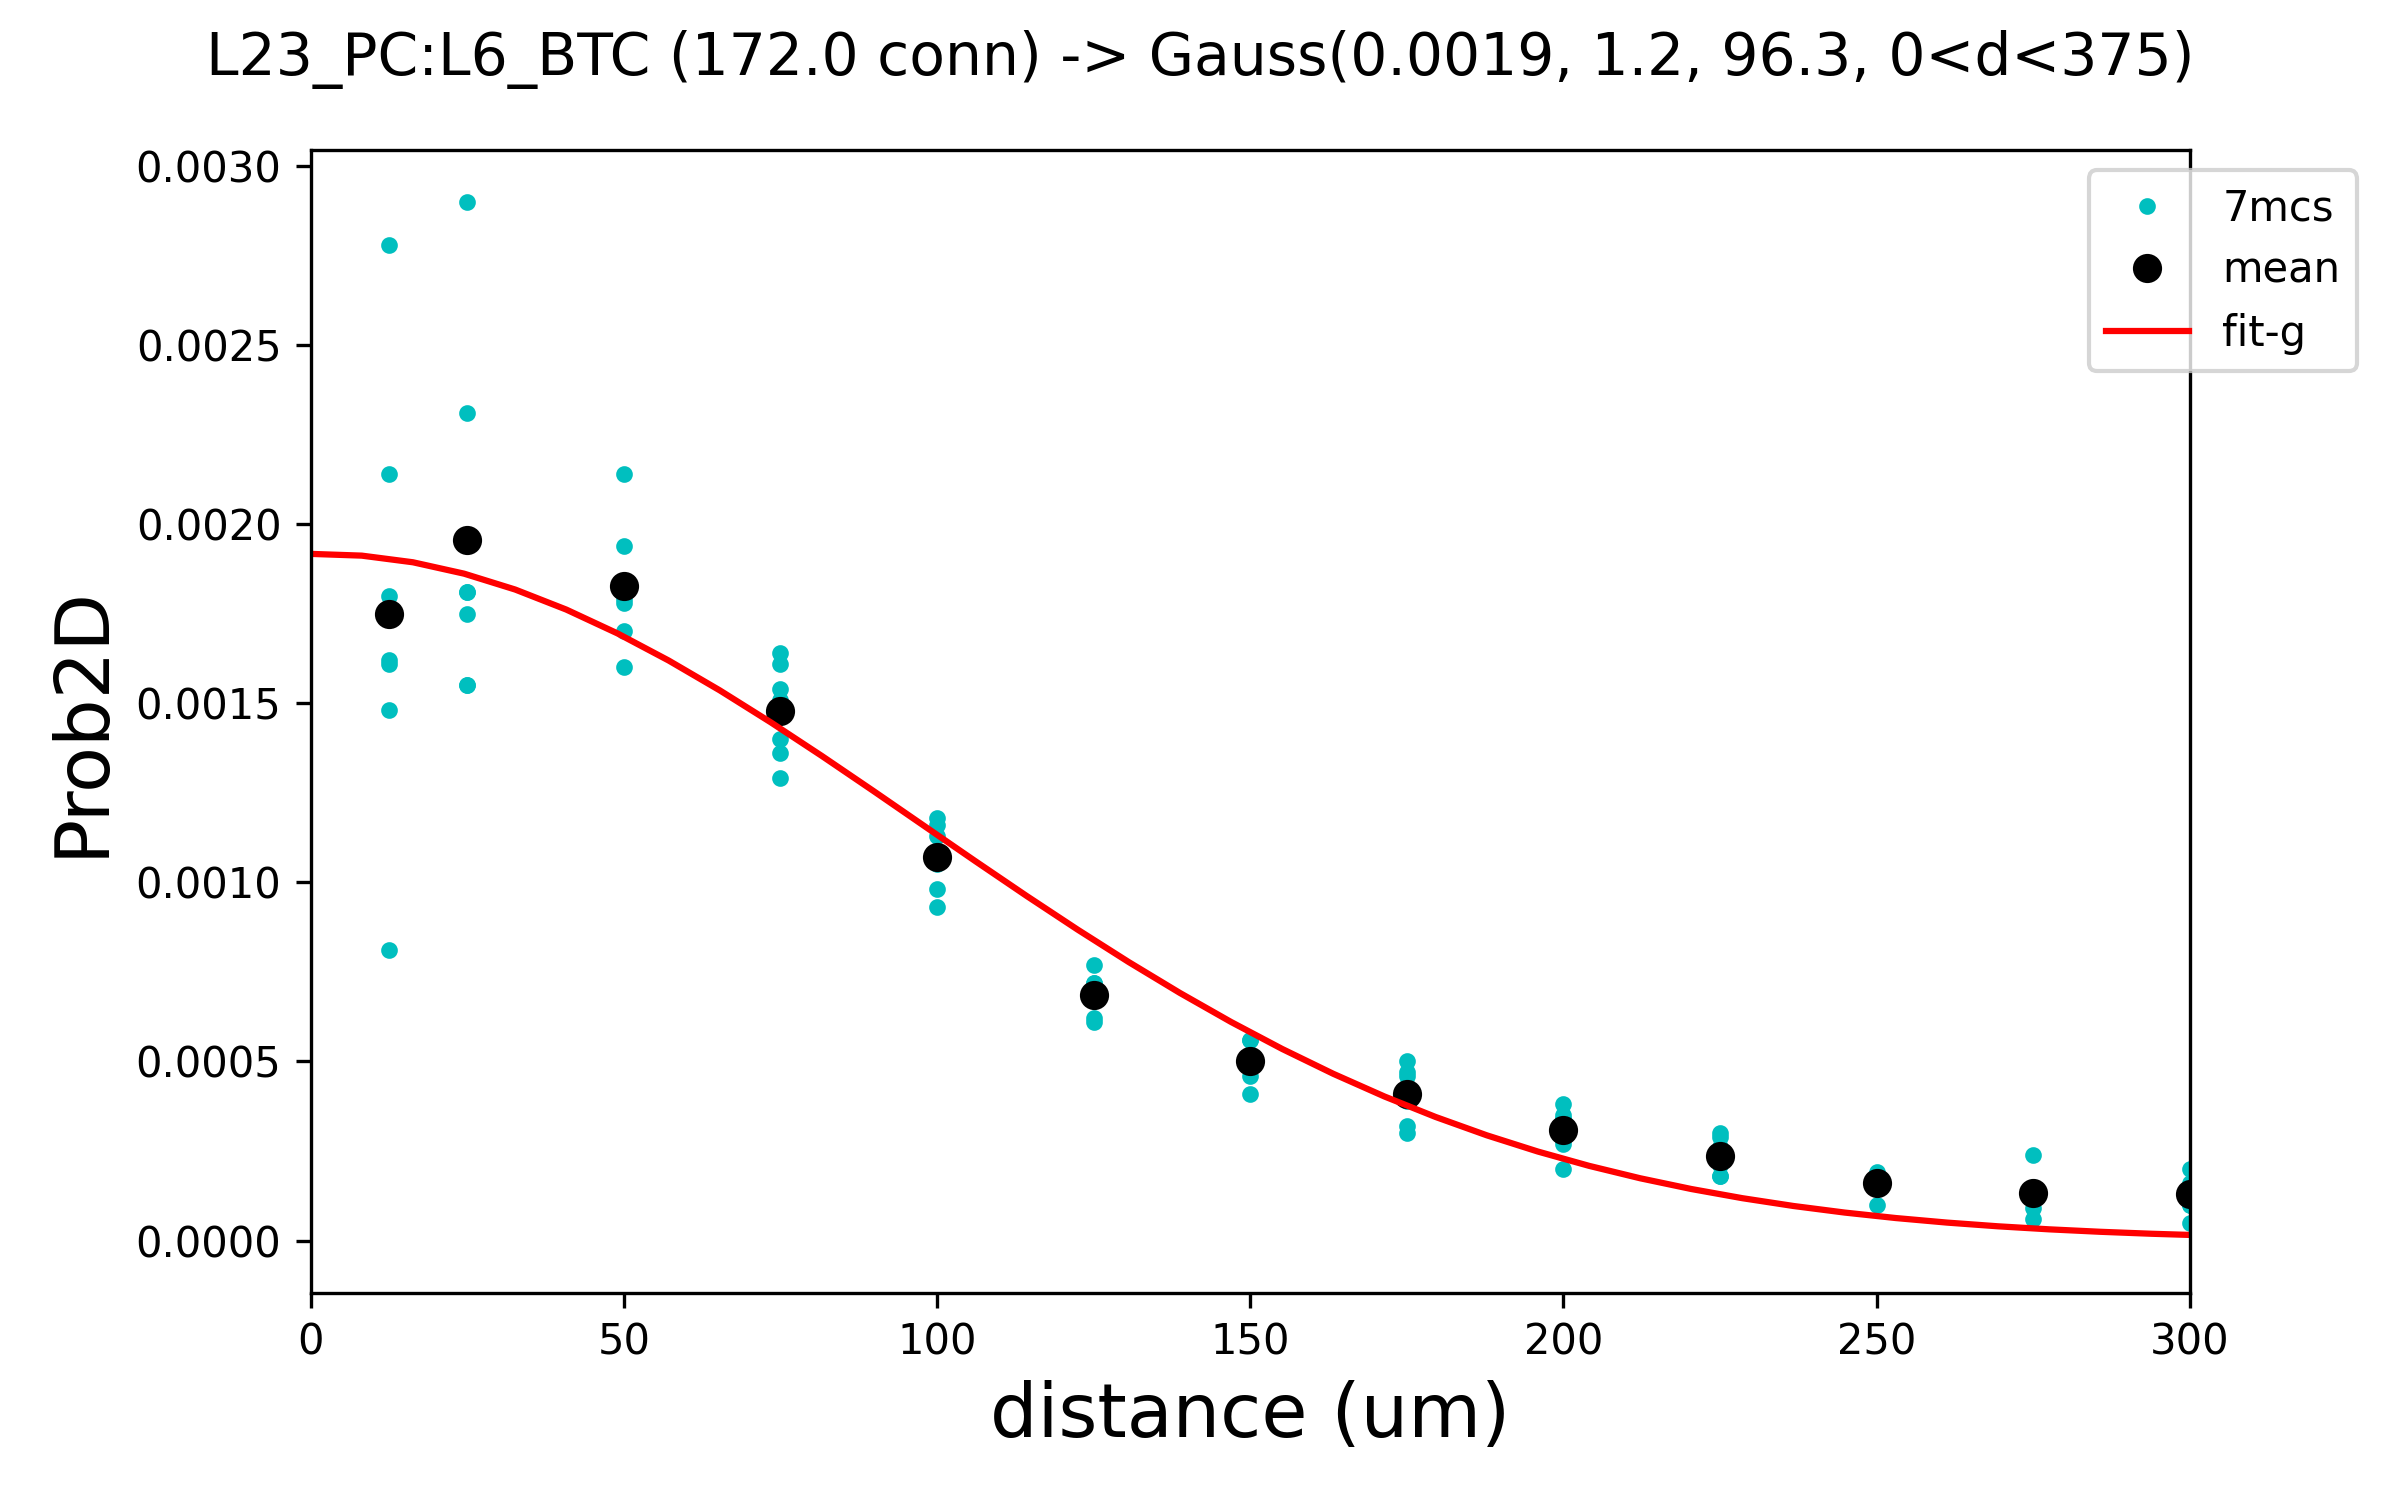 L23_PC:L6_BTC (172.0 conn) -> Gauss(0.0019, 1.2, 96.3, 0<d<375)
7mcs
mean
fit-g
Prob2D
0.0030
0.0025
0.0020
0.0015
0.0010
0.0005
0.0000
0 50 100 150 200 250 300
distance (um)